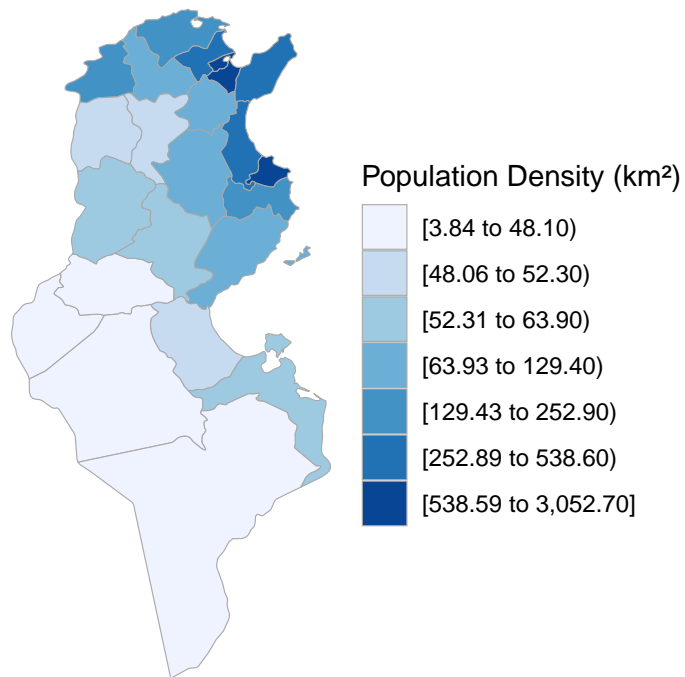 Population Density (km²)
[3.84 to 48.10)
[48.06 to 52.30)
[52.31 to 63.90)
[63.93 to 129.40)
[129.43 to 252.90)
[252.89 to 538.60)
[538.59 to 3,052.70]